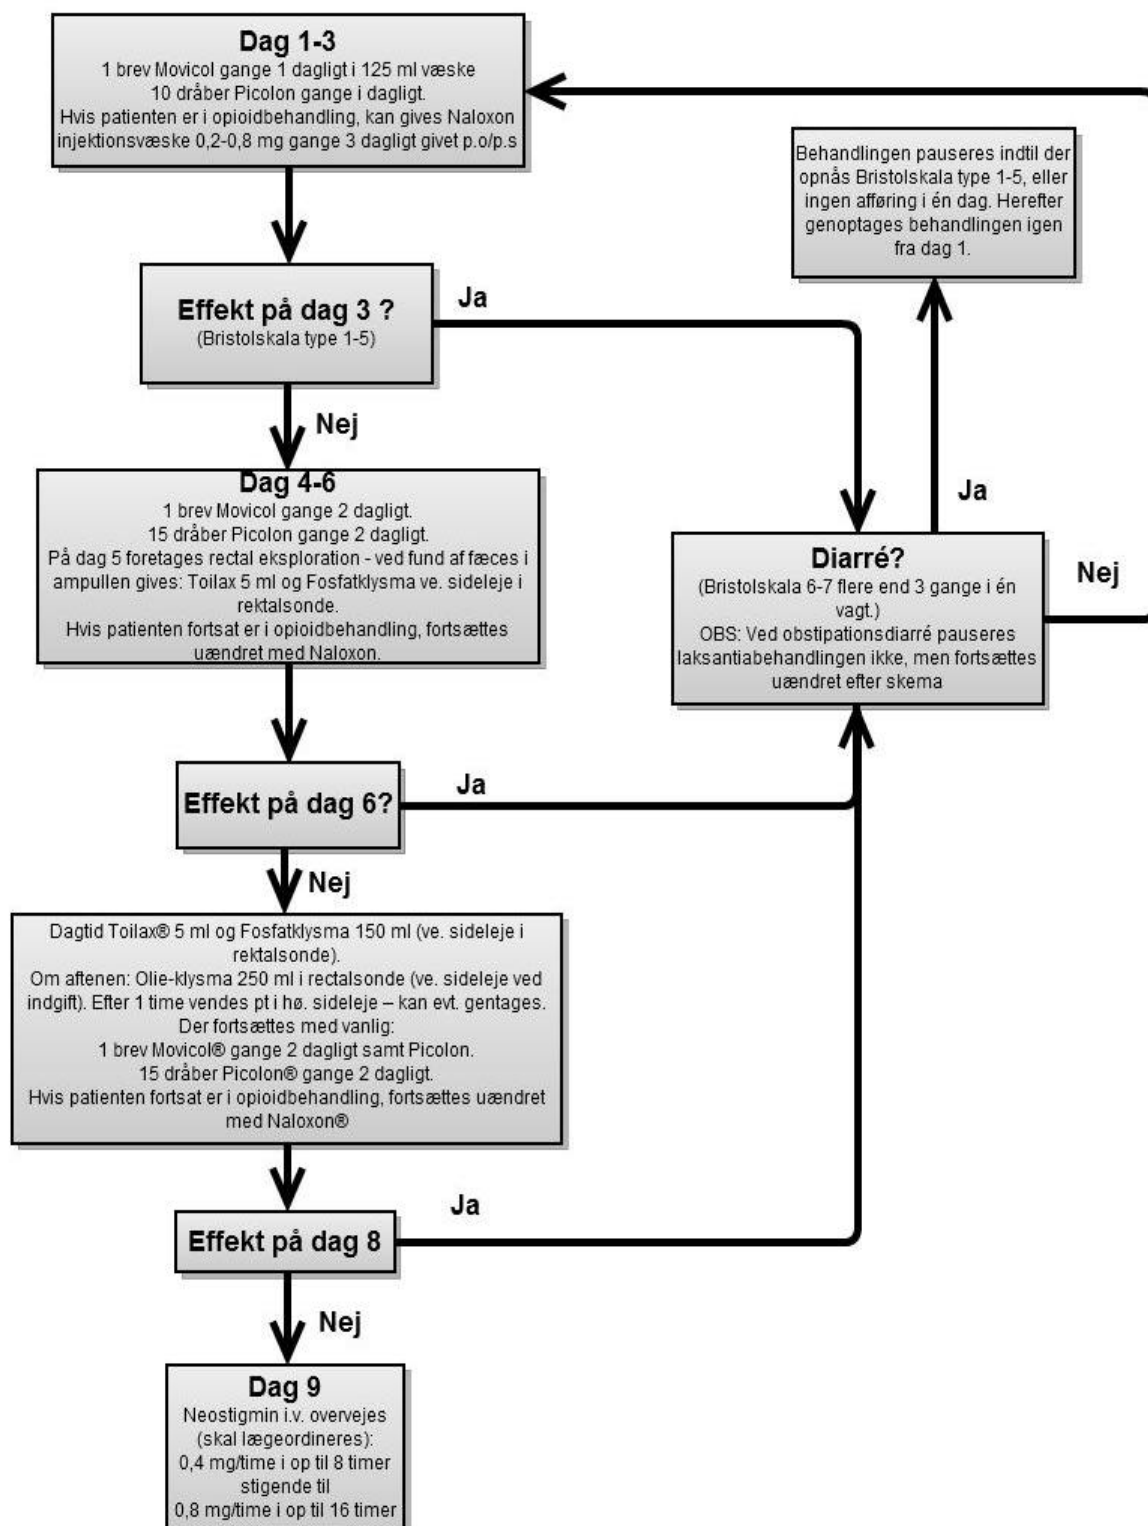 Dag 1-3
1 brev Movicol gange 1 dagligt i 125 ml væske
10 dråber Picolon gange i dagligt.
Hvis patienten er i opioidbehandling, kan gives Naloxon
injektionsvæske 0,2-0,8 mg gange 3 dagligt givet p.o/p.s
Behandlingen pauseres indtil der
opnås Bristolskala type 1-5, eller
ingen afføring i én dag. Herefter
genoptages behandlingen igen
fra dag 1.
Effekt på dag 3 ?
(Bristolskala type 1-5)
Ja
Nej
Dag 4-6
1 brev Movicol gange 2 dagligt.
15 dråber Picolon gange 2 dagligt.
På dag 5 foretages rectal eksploration - ved fund af fæces i
ampullen gives: Toilax 5 ml og Fosfatklysma ve. sideleje i
rektalsonde.
Hvis patienten fortsat er i opioidbehandling, fortsættes
uændret med Naloxon.
Ja
Diarré?
(Bristolskala 6-7 flere end 3 gange i én
vagt.)
OBS: Ved obstipationsdiarré pauseres
laksantiabehandlingen ikke, men fortsættes
uændret efter skema
Nej
Effekt på dag 6?
Ja
Nej
Dagtid Toilax® 5 ml og Fosfatklysma 150 ml (ve. sideleje i
rektalsonde).
Om aftenen: Olie-klysma 250 ml i rectalsonde (ve. sideleje ved
indgift). Efter 1 time vendes pt i hø. sideleje – kan evt. gentages.
Der fortsættes med vanlig:
1 brev Movicol® gange 2 dagligt samt Picolon.
15 dråber Picolon® gange 2 dagligt.
Hvis patienten fortsat er i opioidbehandling, fortsættes uændret
med Naloxon®
Effekt på dag 8
Ja
Nej
Dag 9
Neostigmin i.v. overvejes
(skal lægeordineres):
0,4 mg/time i op til 8 timer
stigende til
0,8 mg/time i op til 16 timer